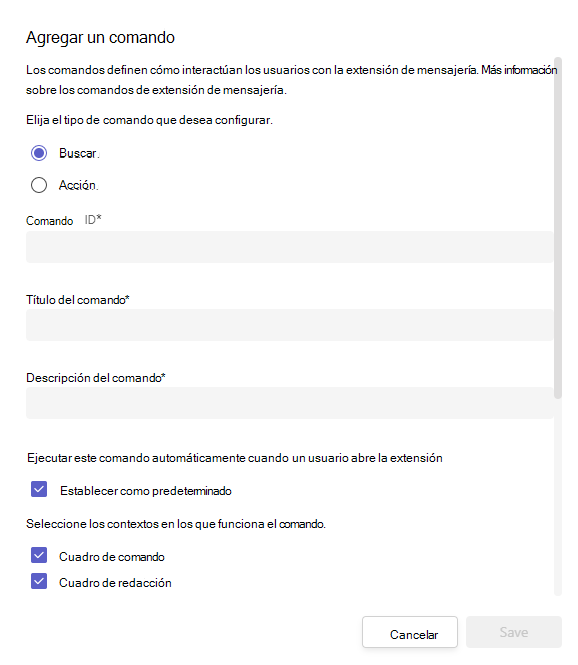 Agregar un comando
Los comandos definen cómo interactúan los usuarios con la extensión de mensajería. Más información
sobre los comandos de extensión de mensajería.
Elija el tipo de comando que desea configurar.
Buscar.
Acción.
Comando ID*
Título del comando*
Descripción del comando*
Ejecutar este comando automáticamente cuando un usuario abre la extensión
Establecer como predeterminado
Seleccione los contextos en los que funciona el comando.
Cuadro de comando
Cuadro de redacción
Cancelar Save